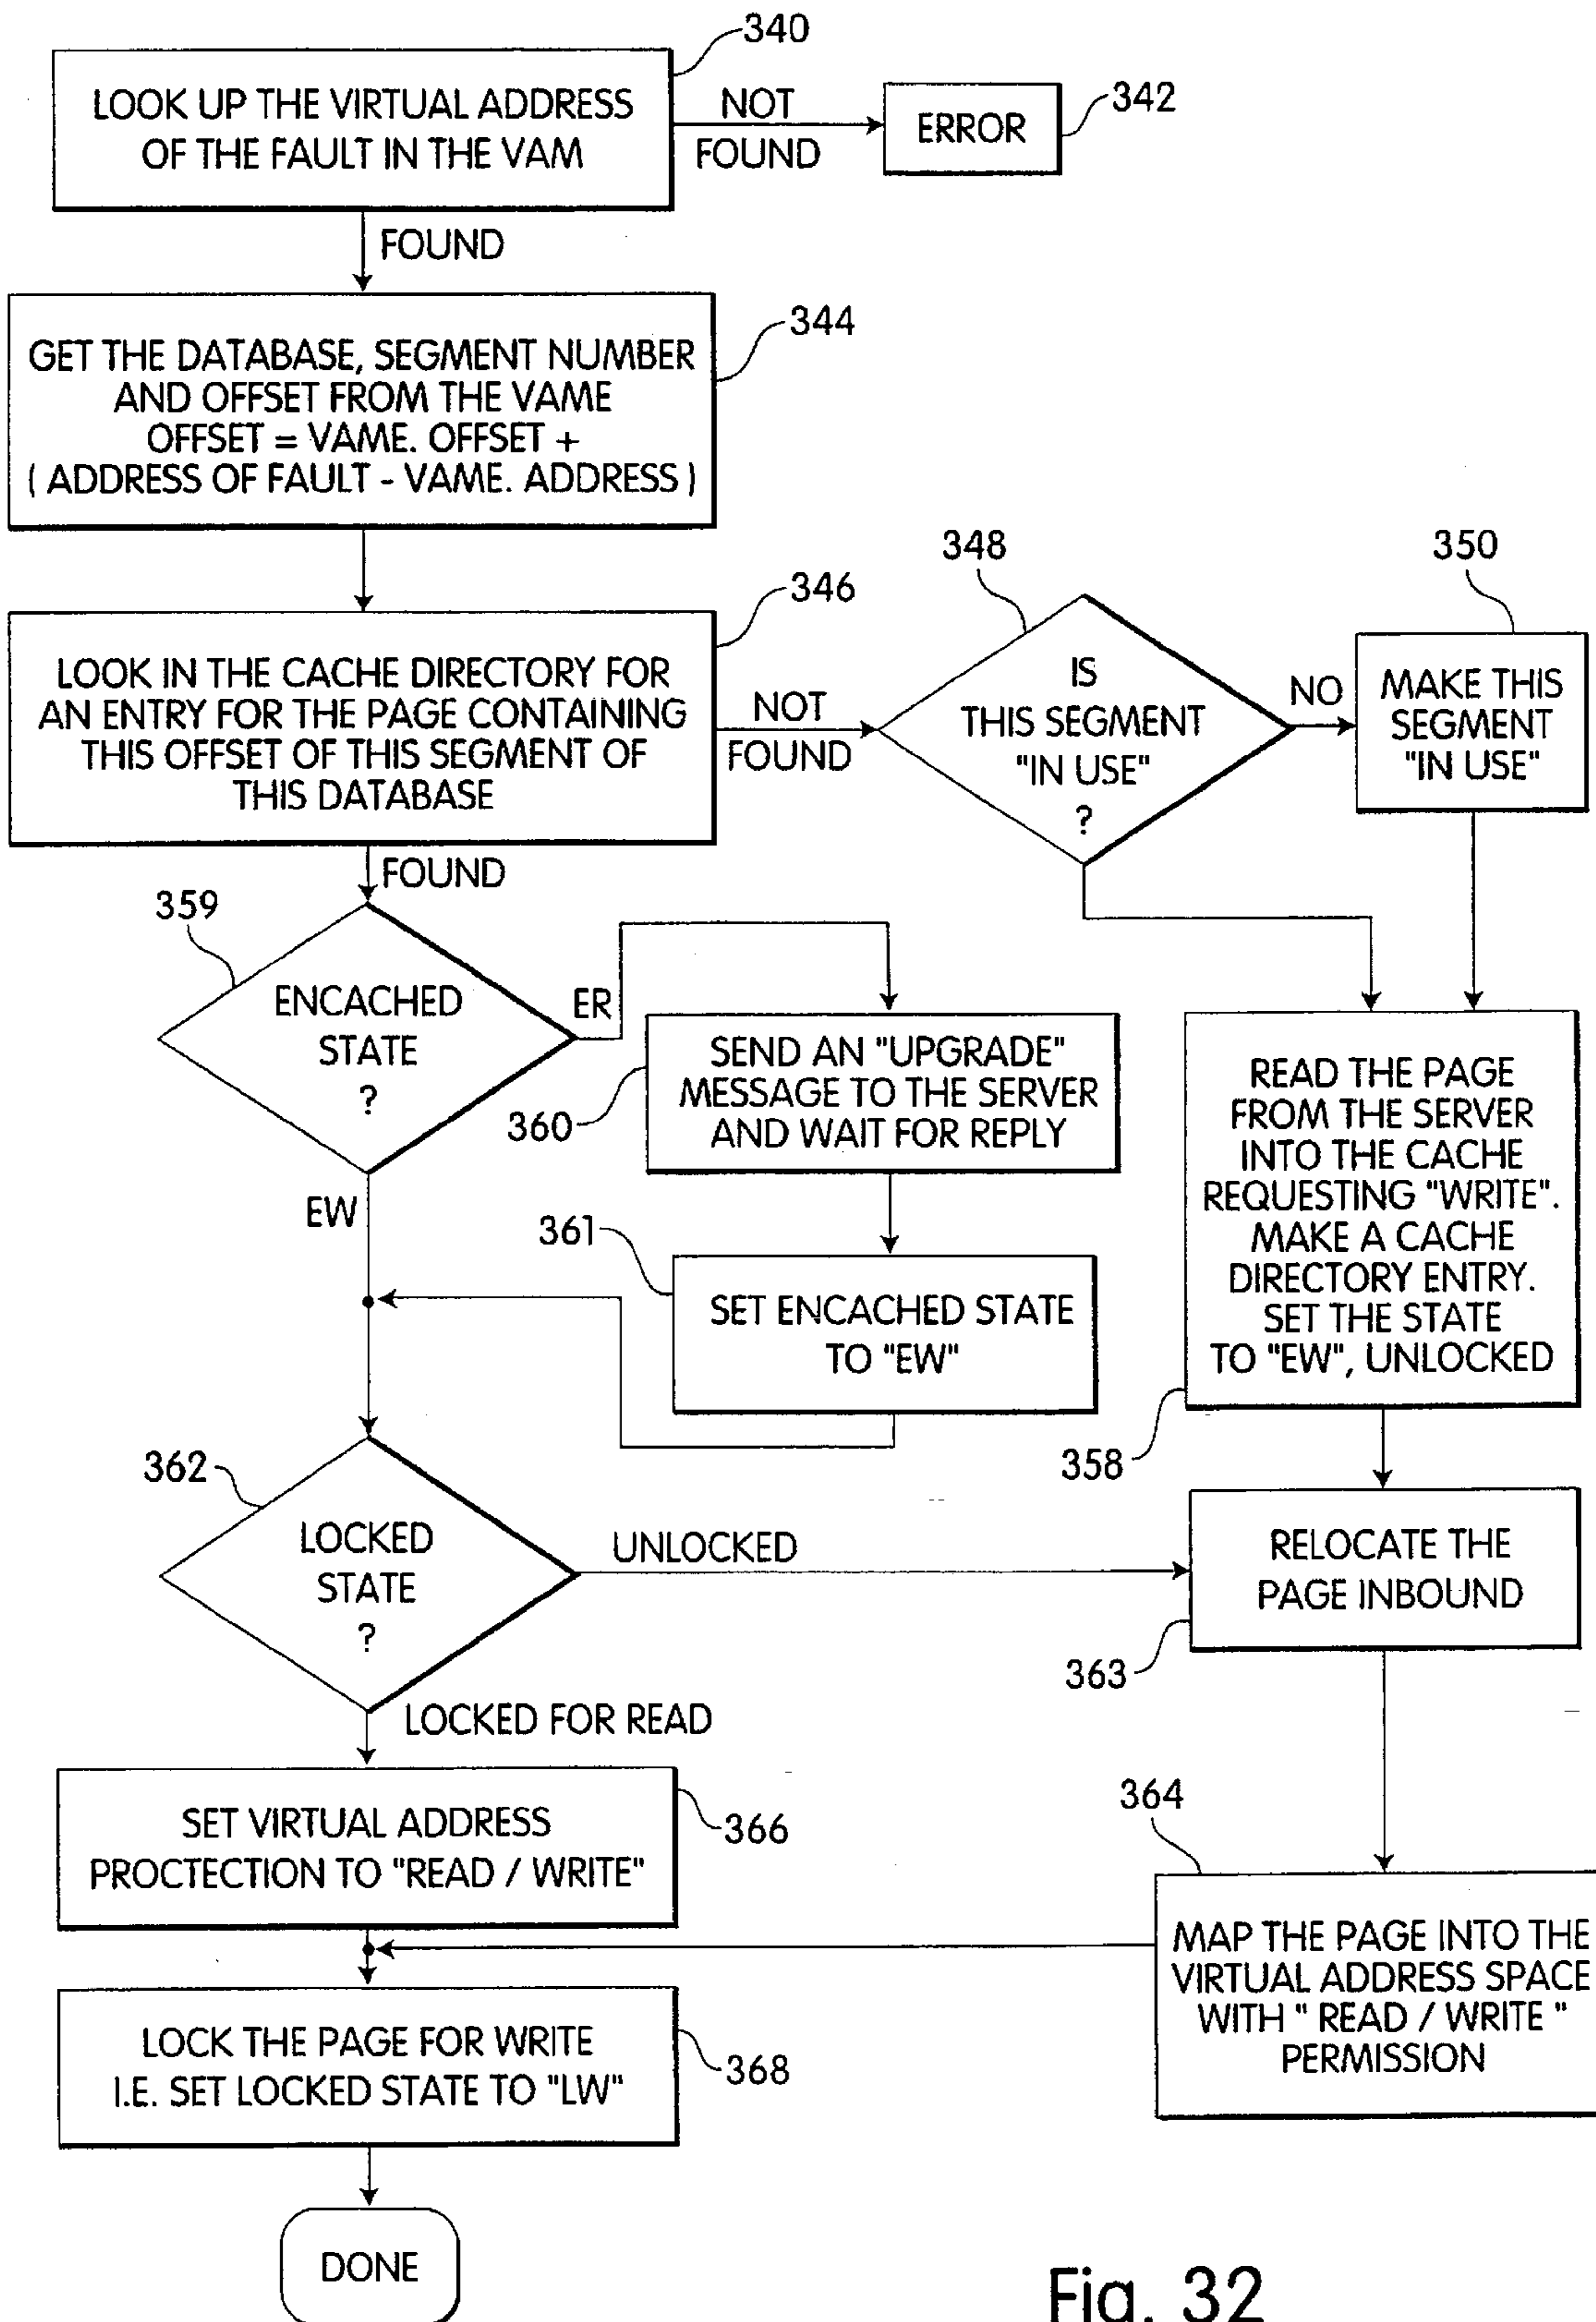 340
LOOK UP THE VIRTUAL ADDRESS
OF THE FAULT IN THE VAM
NOT
FOUND
ERROR
342
FOUND
344
GET THE DATABASE, SEGMENT NUMBER
AND OFFSET FROM THE VAME
OFFSET = VAME. OFFSET +
( ADDRESS OF FAULT - VAME. ADDRESS )
346
LOOK IN THE CACHE DIRECTORY FOR
AN ENTRY FOR THE PAGE CONTAINING
THIS OFFSET OF THIS SEGMENT OF
THIS DATABASE
NOT
FOUND
348
IS
THIS SEGMENT
"IN USE"
?
NO
350
MAKE THIS
SEGMENT
"IN USE"
FOUND
359
ENCACHED
STATE
?
ER
EW
360
SEND AN "UPGRADE"
MESSAGE TO THE SERVER
AND WAIT FOR REPLY
361
SET ENCACHED STATE
TO "EW"
READ THE PAGE
FROM THE SERVER
INTO THE CACHE
REQUESTING "WRITE".
MAKE A CACHE
DIRECTORY ENTRY.
SET THE STATE
TO "EW", UNLOCKED
358
362
LOCKED
STATE
?
UNLOCKED
RELOCATE THE
PAGE INBOUND
363
LOCKED FOR READ
SET VIRTUAL ADDRESS
PROCTECTION TO "READ / WRITE"
366
364
MAP THE PAGE INTO THE
VIRTUAL ADDRESS SPACE
WITH " READ / WRITE "
PERMISSION
LOCK THE PAGE FOR WRITE
I.E. SET LOCKED STATE TO "LW"
368
DONE
Fig. 32